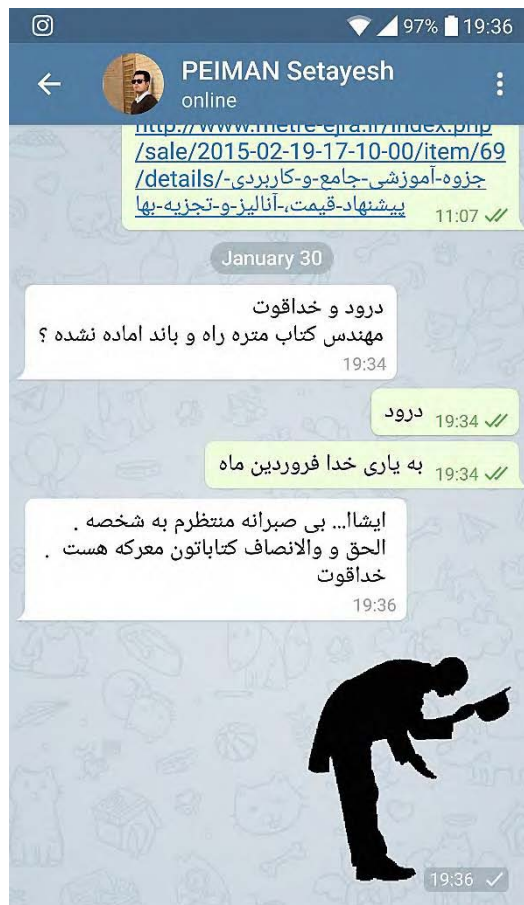 97% 19:36
PEIMAN Setayesh
online
http://www.metre-ejra.ir/index.php
/sale/2015-02-19-17-10-00/item/69
/details/-جزوه-آموزشی-جامع-و-کاربردی
پیشنهاد-قیمت،-آنالیز-و-تجزیه-بها
11:07
January 30
درود و خداقوت
مهندس کتاب متره راه و باند اماده نشده ؟
19:34
درود
19:34
به یاری خدا فروردین ماه
19:34
ایشاا... بی صبرانه منتظرم به شخصه .
الحق و والانصاف کتاباتون معرکه هست .
خداقوت
19:36
19:36